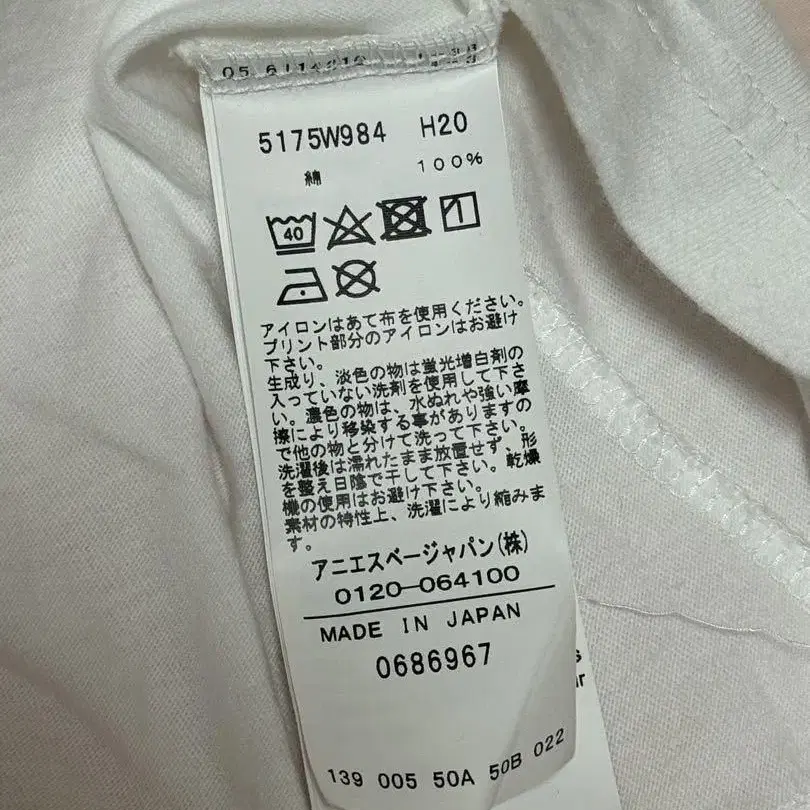 5175W984 H20
綿 100%
40
アイロンはあて布を使用ください。
プリント部分のアイロンはお避け
下さい。
生成り、淡色の物は蛍光増白剤の
入っていない洗剤を使用して下さ
い。濃色の物は、水ぬれや強い摩
擦により移染する事がありますの
で他の物と分けて洗って下さい。
洗濯後は濡れたまま放置せず、形
を整え日陰で干して下さい。乾燥
機の使用はお避け下さい。
素材の特性上、洗濯により縮みま
す。
アニエスベージャパン(株)
0120-064100
MADE IN JAPAN
0686967
139 005 50A 50B 022